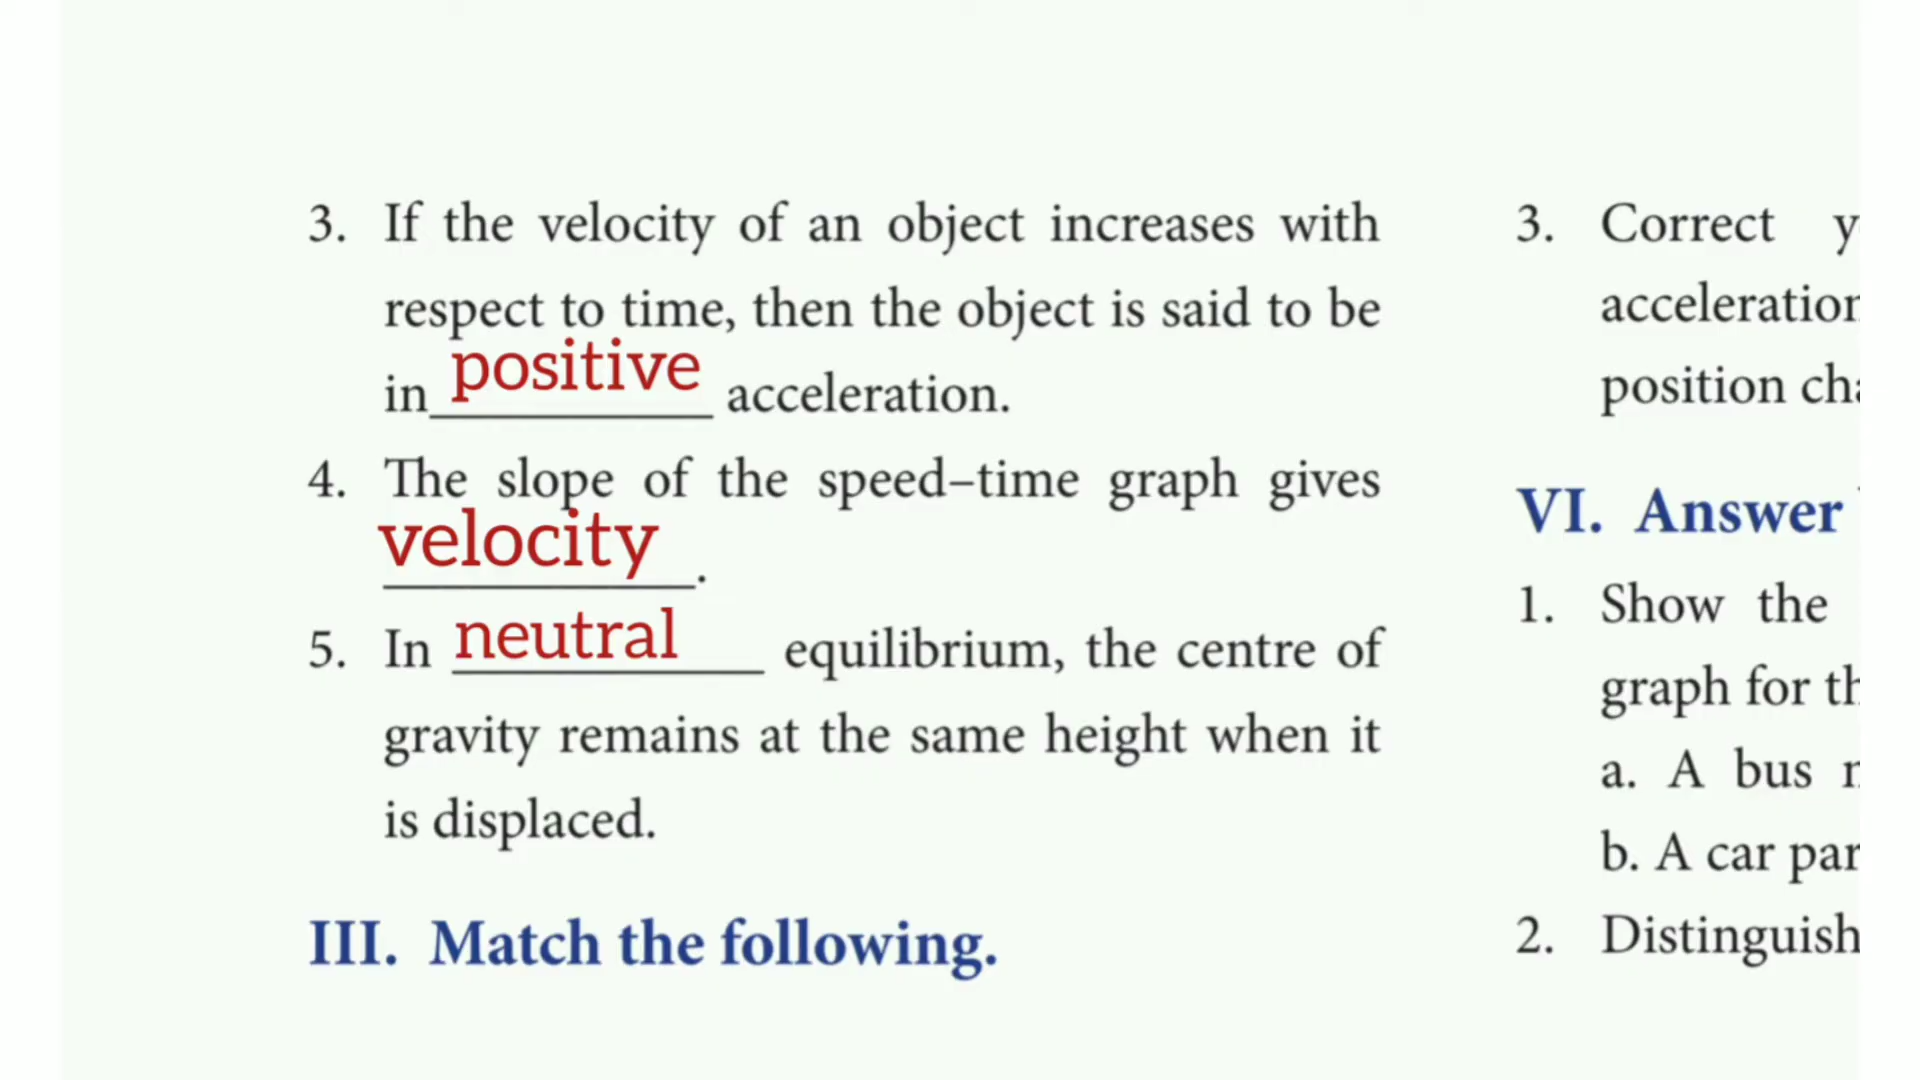 3. If the velocity of an object increases with
respect to time, then the object is said to be
in positive acceleration.
4. The slope of the speed–time graph gives
velocity.
5. In neutral equilibrium, the centre of
gravity remains at the same height when it
is displaced.
III. Match the following.
3. Correct y
acceleration
position cha
VI. Answer
1. Show the
graph for th
a. A bus
b. A car par
2. Distinguish